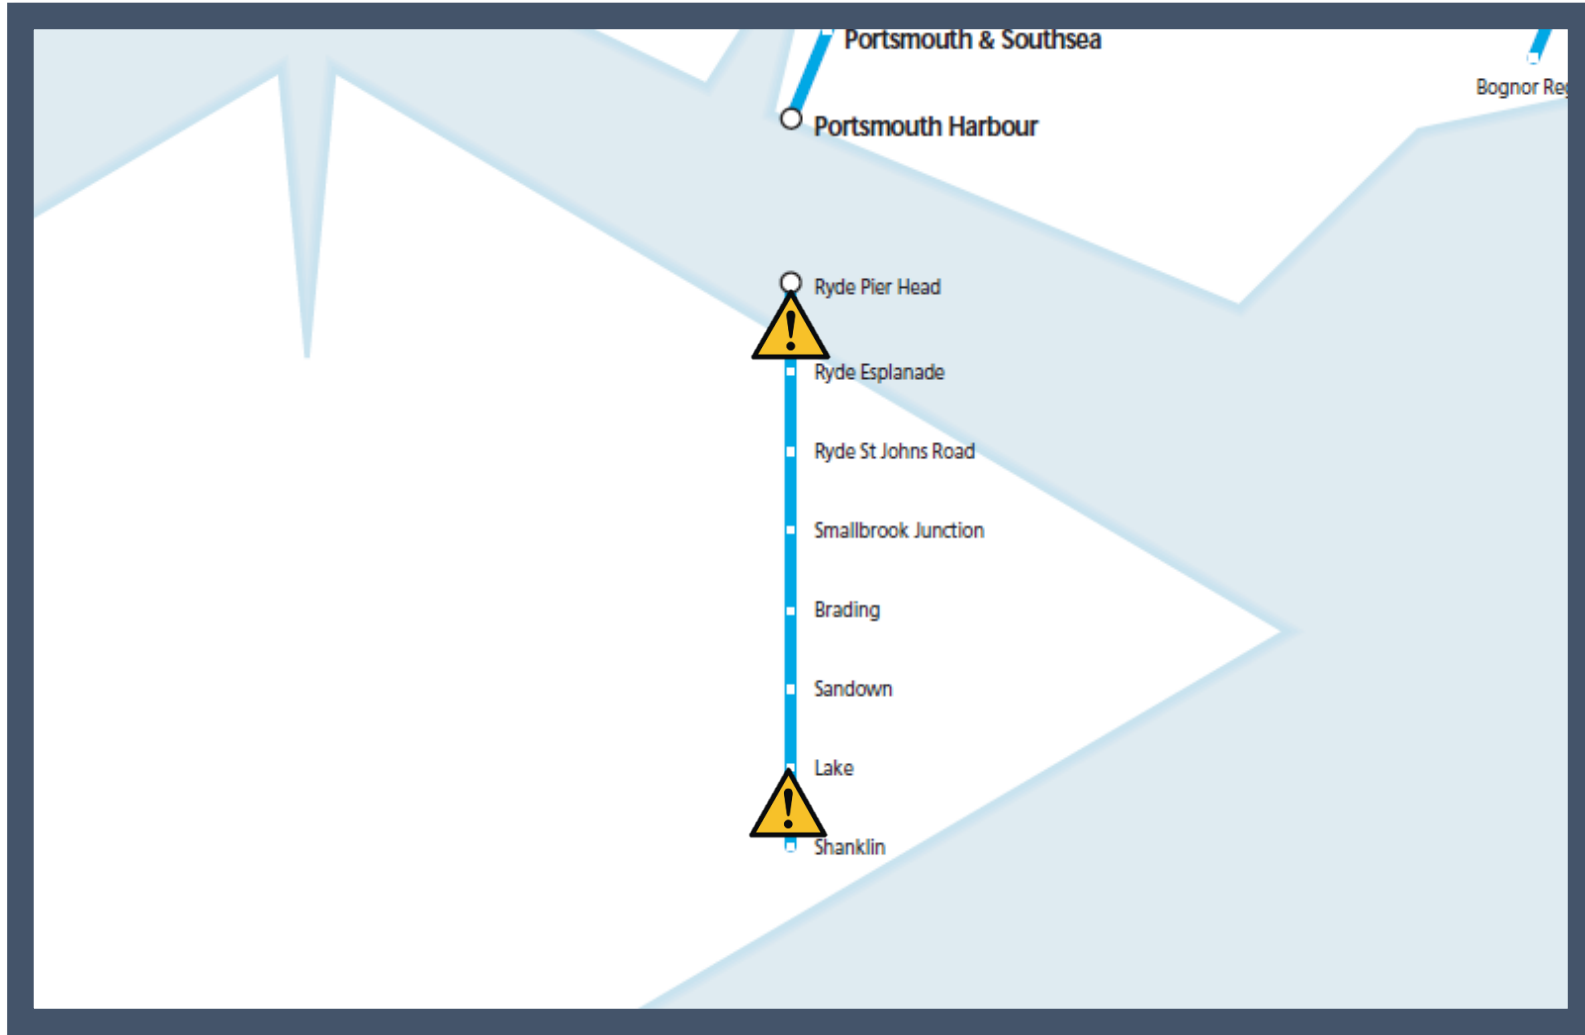 Portsmouth & Southsea
Bognor
Portsmouth Harbour
Ryde Pier Head
Ryde Esplanade
Ryde St Johns Road
Smallbrook Junction
Brading
Sandown
Lake
Shanklin